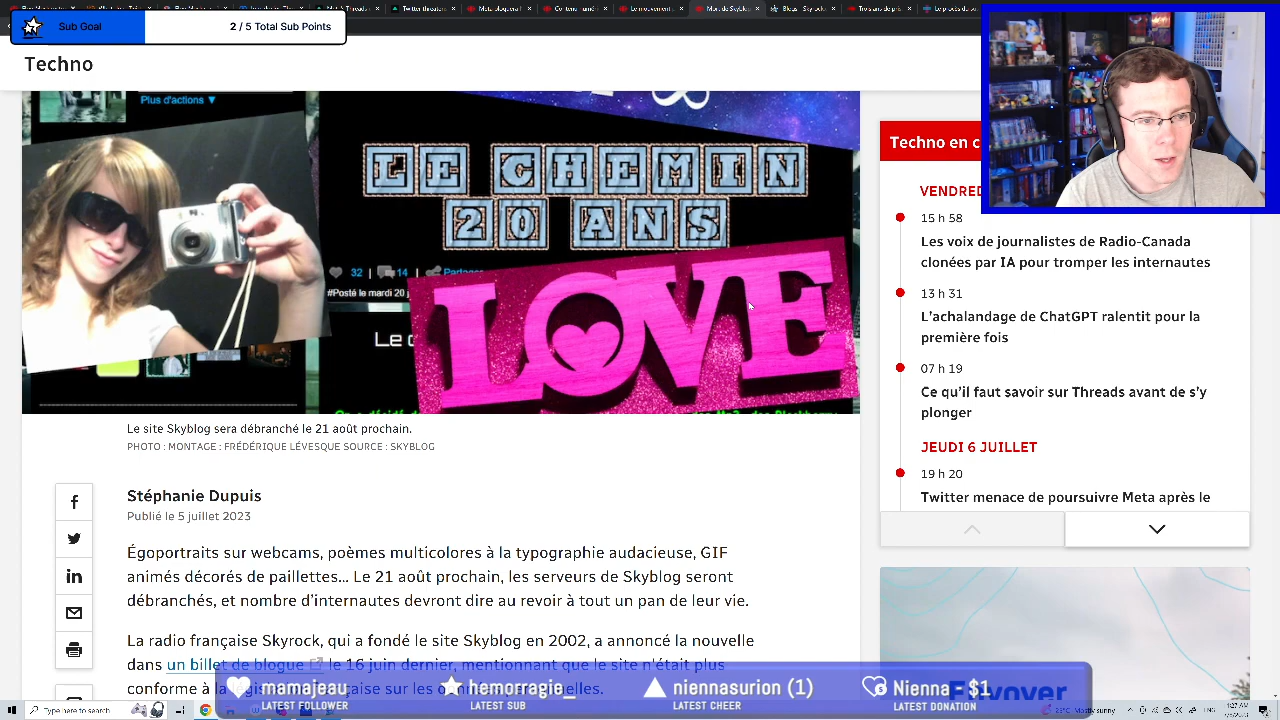 Sub Goal
2 / 5 Total Sub Points
Techno
Plus d'actions ▼
LE CHEMIN
20 ANS
32 | 14 |
#Posté le mardi 20
LOVE
Le site Skyblog sera débranché le 21 août prochain.
PHOTO : MONTAGE : FRÉDÉRIQUE LÉVESQUE SOURCE : SKYBLOG
Stéphanie Dupuis
Publié le 5 juillet 2023
Égoportraits sur webcams, poèmes multicolores à la typographie audacieuse, GIF
animés décorés de paillettes... Le 21 août prochain, les serveurs de Skyblog seront
débranchés, et nombre d'internautes devront dire au revoir à tout un pan de leur vie.
La radio française Skyrock, qui a fondé le site Skyblog en 2002, a annoncé la nouvelle
dans un billet de blogue le 16 juin dernier, mentionnant que le site n'était plus
conforme à la
Techno en c
VENDRED
15 h 58
Les voix de journalistes de Radio-Canada
clonées par IA pour tromper les internautes
13 h 31
L'achalandage de ChatGPT ralentit pour la
première fois
07 h 19
Ce qu'il faut savoir sur Threads avant de s'y
plonger
JEUDI 6 JUILLET
19 h 20
Twitter menace de poursuivre Meta après le
mamajeau
LATEST FOLLOWER
hemorragie_
LATEST SUB
niennasurion (1)
LATEST CHEER
Nienna - $1
LATEST DONATION
Envoyer
Type here to search